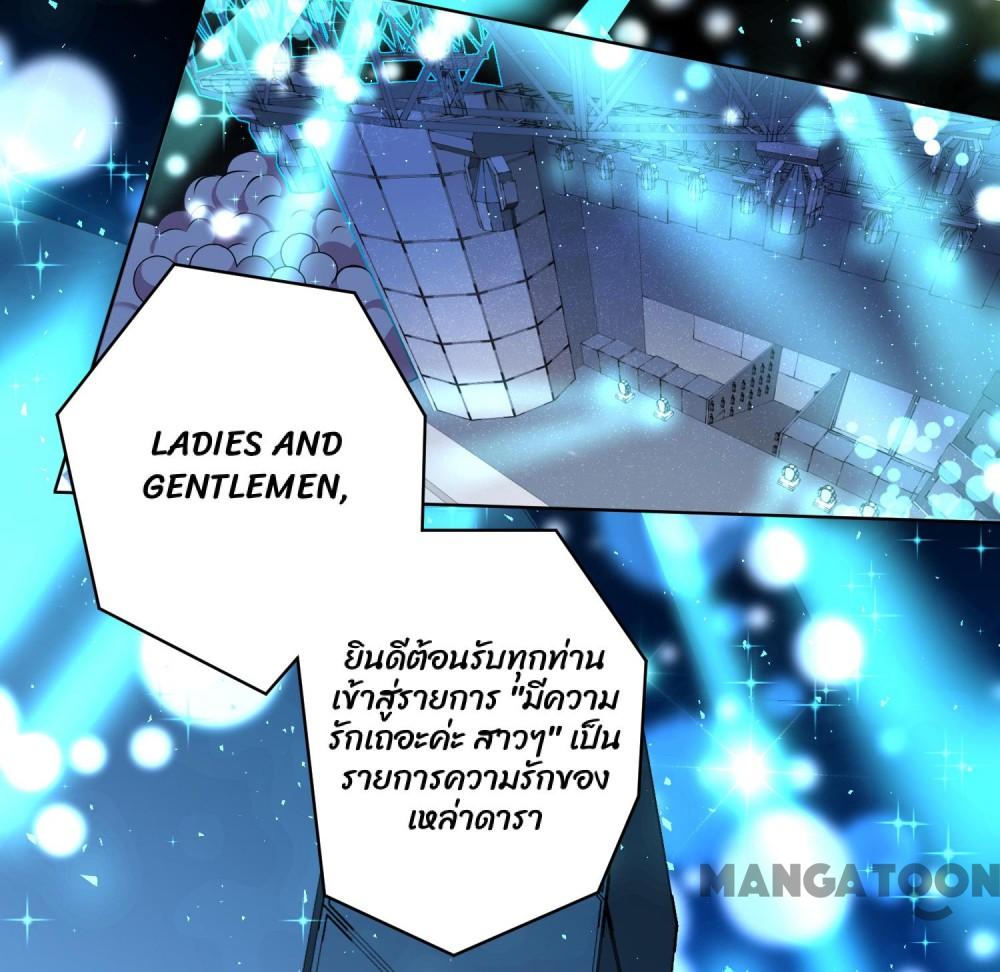 LADIES AND
GENTLEMEN,
ยินดีต้อนรับทุกท่าน
เข้าสู่รายการ "มีความ
รักเถอะค่ะ สาวๆ" เป็น
รายการความรักของ
เหล่าดารา
MANGATOON